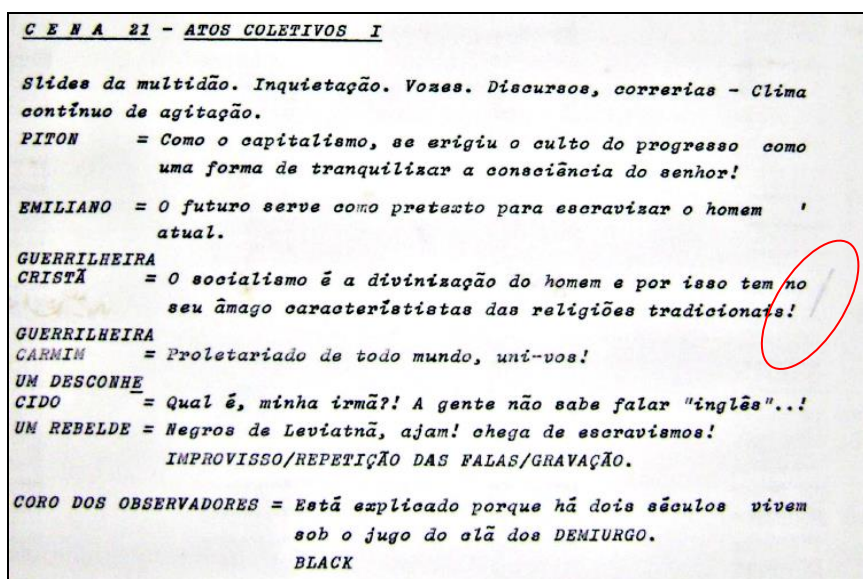 C E N A 21 - ATOS COLETIVOS I
Slides da multidão. Inquietação. Vozes. Discursos, correrias - Clima
contínuo de agitação.
PITON = Como o capitalismo, se erigiu o culto do progresso como
uma forma de tranquilizar a consciência do senhor!
EMILIANO = O futuro serve como pretexto para escravizar o homem '
atual.
GUERRILHEIRA
CRISTÃ = O socialismo é a divinização do homem e por isso tem no
seu âmago característistas das religiões tradicionais!
GUERRILHEIRA
CARMIM = Proletariado de todo mundo, uni-vos!
UM DESCONHE
CIDO = Qual é, minha irmã?! A gente não sabe falar "inglês"..!
UM REBELDE = Negros de Leviatnã, ajam! chega de escravismos!
IMPROVISSO/REPETIÇÃO DAS FALAS/GRAVAÇÃO.
CORO DOS OBSERVADORES = Está explicado porque há dois séculos vivem
sob o jugo do clã dos DEMIURGO.
BLACK